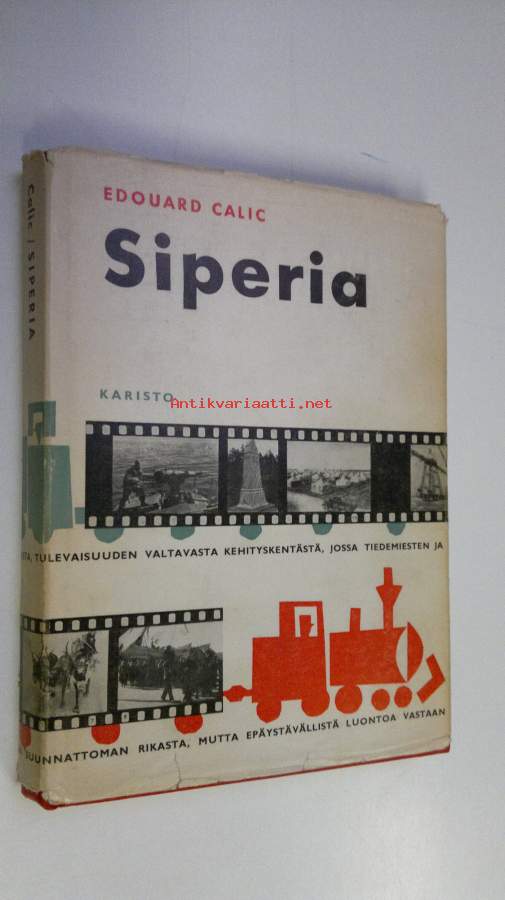 EDOUARD CALIC
Siperia
Calic / SIPERIA
KARISTO
Antikvariaatti.net
TA, TULEVAISUUDEN VALTAVASTA KEHITYSKENTÄSTÄ, JOSSA TIEDEMIESTEN JA
SUUNNATTOMAN RIKASTA, MUTTA EPÄYSTÄVÄLLISTÄ LUONTOA VASTAAN